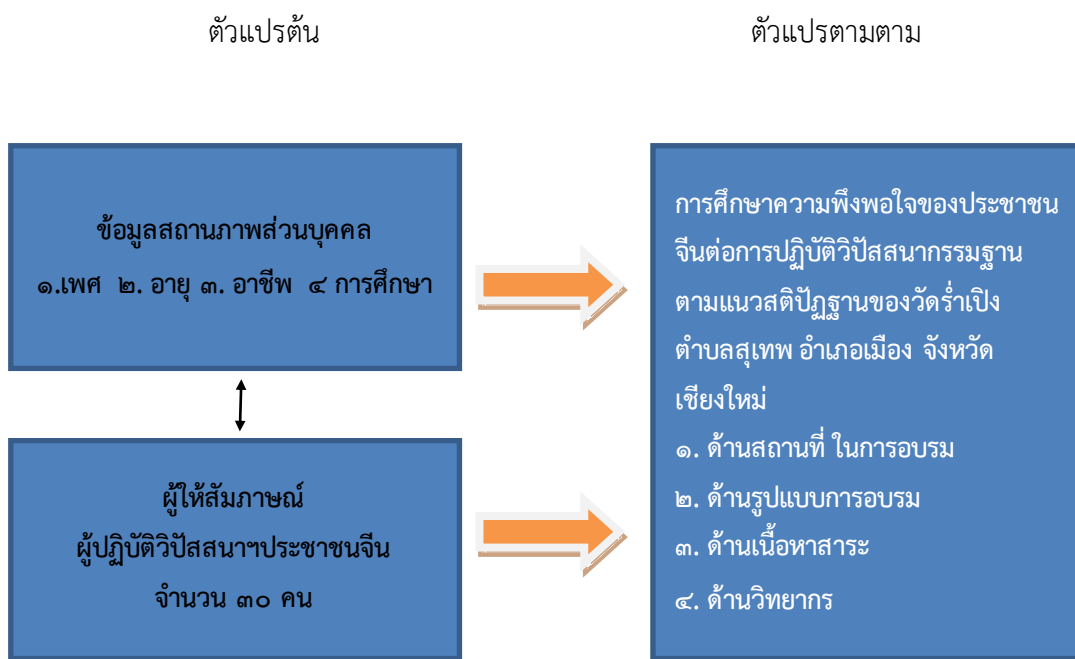 ตัวแปรต้น
ตัวแปรตามตาม
ข้อมูลสถานภาพส่วนบุคคล
๑.เพศ ๒. อายุ ๓. อาชีพ ๔ การศึกษา
ผู้ให้สัมภาษณ์
ผู้ปฏิบัติวิปัสสนาฯประชาชนจีน
จำนวน ๓๐ คน
การศึกษาความพึงพอใจของประชาชน
จีนต่อการปฏิบัติวิปัสสนากรรมฐาน
ตามแนวสติปัฏฐานของวัดร่ำเปิง
ตำบลสุเทพ อำเภอเมือง จังหวัด
เชียงใหม่
๑. ด้านสถานที่ ในการอบรม
๒. ด้านรูปแบบการอบรม
๓. ด้านเนื้อหาสาระ
๔. ด้านวิทยากร